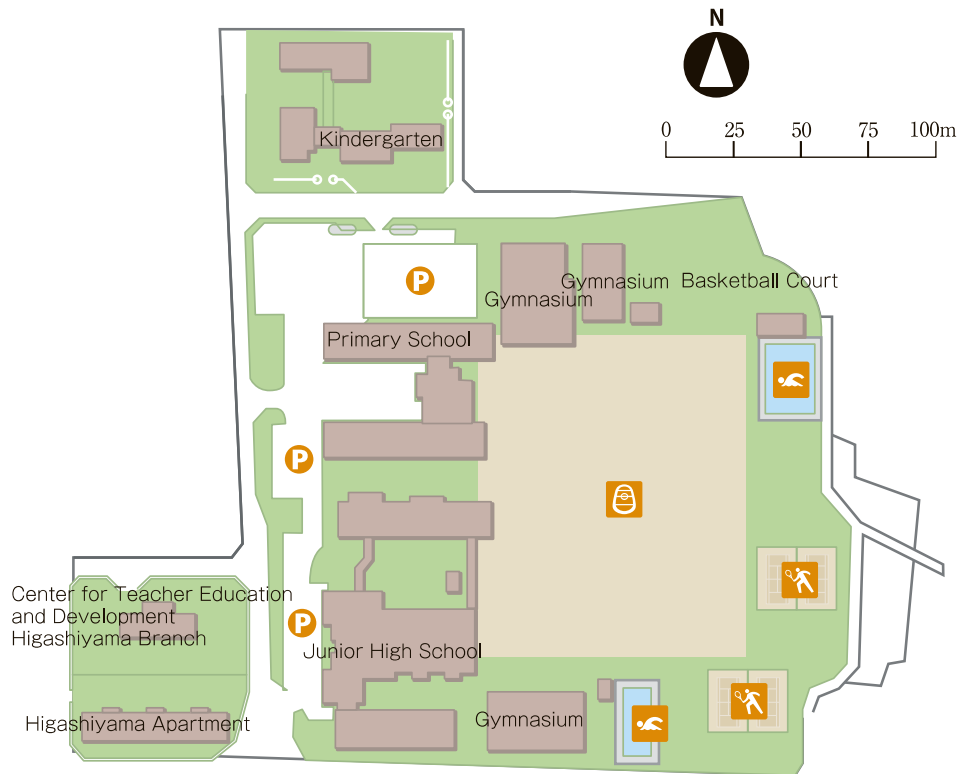 N
0 25 50 75 100m
Kindergarten
P
Gymnasium
Basketball Court
Gymnasium
Primary School
P
Center for Teacher Education
and Development
Higashiyama Branch
P
Junior High School
Higashiyama Apartment
Gymnasium